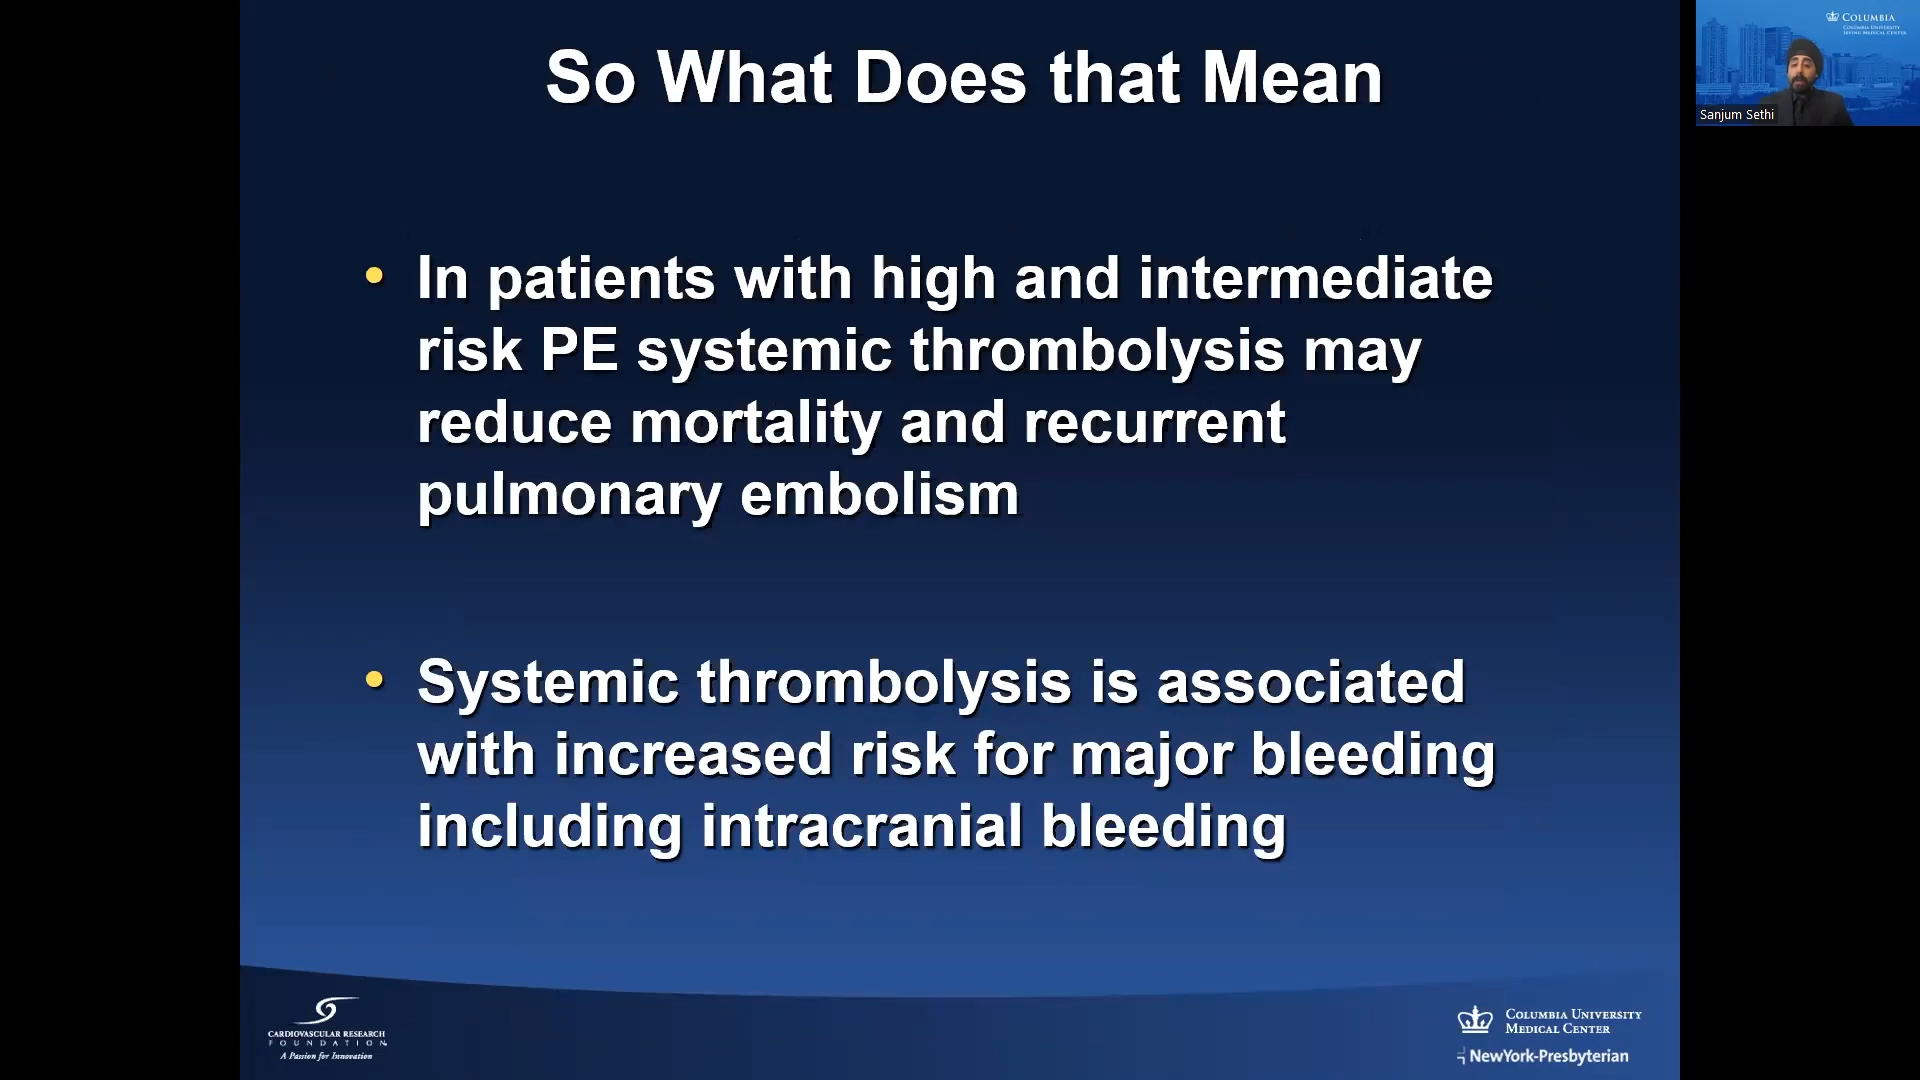 So What Does that Mean
COLUMBIA
COLUMBIA UNIVERSITY
IRVING MEDICAL CENTER
Sanjum Sethi
• In patients with high and intermediate
risk PE systemic thrombolysis may
reduce mortality and recurrent
pulmonary embolism
• Systemic thrombolysis is associated
with increased risk for major bleeding
including intracranial bleeding
CARDIOVASCULAR RESEARCH
FOUNDATION
A Passion for Innovation
COLUMBIA UNIVERSITY
MEDICAL CENTER
NewYork-Presbyterian